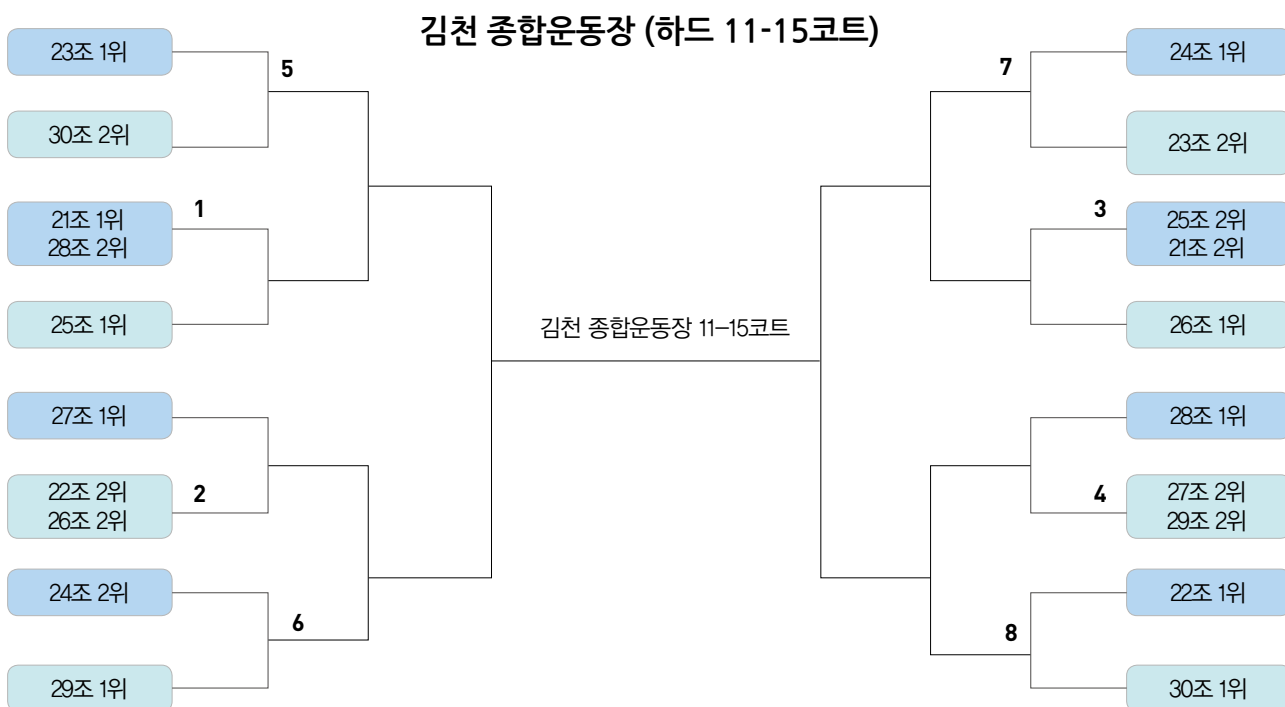 김천 종합운동장 (하드 11-15코트)
23조 1위
5
30조 2위
21조 1위
28조 2위
1
25조 1위
27조 1위
22조 2위
26조 2위
2
24조 2위
6
29조 1위
김천 종합운동장 11–15코트
7
24조 1위
23조 2위
3
25조 2위
21조 2위
26조 1위
28조 1위
4
27조 2위
29조 2위
22조 1위
8
30조 1위